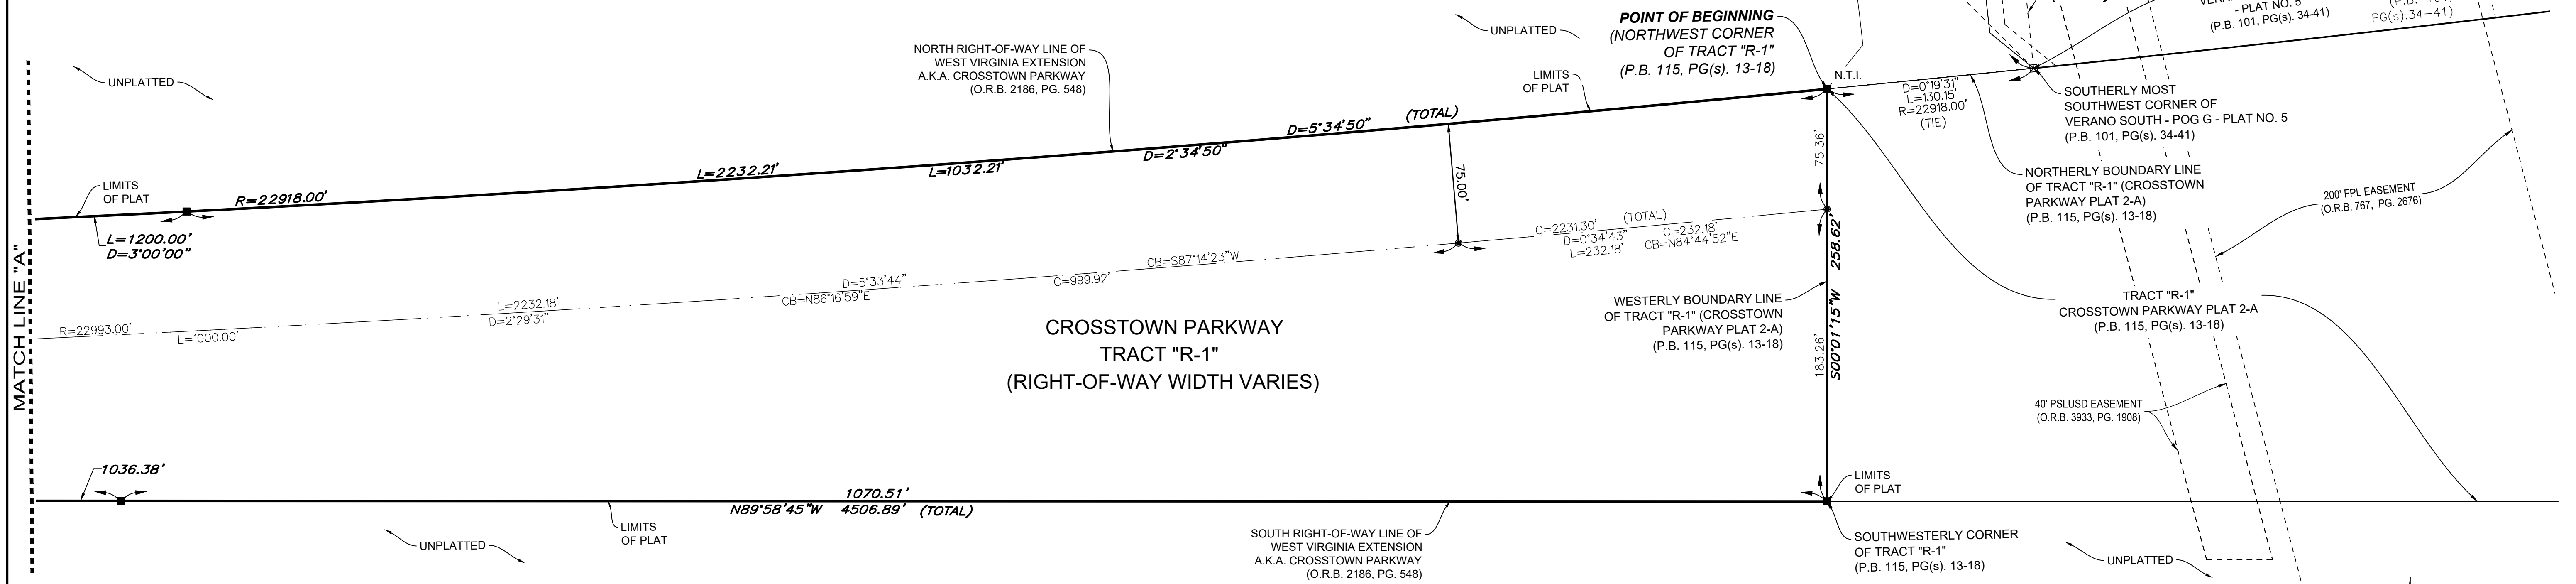 MATCH LINE "A"
UNPLATTED
LIMITS
OF PLAT
L=1200.00'
D=3°00'00"
R=22918.00'
NORTH RIGHT-OF-WAY LINE OF
WEST VIRGINIA EXTENSION
A.K.A. CROSSTOWN PARKWAY
(O.R.B. 2186, PG. 548)
L=2232.21'
L=1032.21'
D=2°34'50"
D=5°34'50"
(TOTAL)
UNPLATTED
LIMITS
OF PLAT
POINT OF BEGINNING
(NORTHWEST CORNER
OF TRACT "R-1"
(P.B. 115, PG(s). 13-18)
N.T.I.
D=0°19'31"
L=130.15'
R=22918.00'
(TIE)
- PLAT NO. 5
(P.B. 101, PG(s). 34-41)
PG(s).34-41)
SOUTHERLY MOST
SOUTHWEST CORNER OF
VERANO SOUTH - POG G - PLAT NO. 5
(P.B. 101, PG(s). 34-41)
NORTHERLY BOUNDARY LINE
OF TRACT "R-1" (CROSSTOWN
PARKWAY PLAT 2-A)
(P.B. 115, PG(s). 13-18)
200' FPL EASEMENT
(O.R.B. 767, PG. 2676)
75.00'
75.36'
R=22993.00'
L=1000.00'
L=2232.18'
D=2°29'31"
D=5°33'44"
CB=N86°16'59"E
C=999.92'
CB=S87°14'23"W
C=2231.30'
(TOTAL)
D=0°34'43"
L=232.18'
C=232.18'
CB=N84°44'52"E
258.62'
S00°01'15"W
183.26'
CROSSTOWN PARKWAY
TRACT "R-1"
(RIGHT-OF-WAY WIDTH VARIES)
WESTERLY BOUNDARY LINE
OF TRACT "R-1" (CROSSTOWN
PARKWAY PLAT 2-A)
(P.B. 115, PG(s). 13-18)
TRACT "R-1"
CROSSTOWN PARKWAY PLAT 2-A
(P.B. 115, PG(s). 13-18)
40' PSLUSD EASEMENT
(O.R.B. 3933, PG. 1908)
1036.38'
1070.51'
N89°58'45"W 4506.89' (TOTAL)
UNPLATTED
LIMITS
OF PLAT
SOUTH RIGHT-OF-WAY LINE OF
WEST VIRGINIA EXTENSION
A.K.A. CROSSTOWN PARKWAY
(O.R.B. 2186, PG. 548)
LIMITS
OF PLAT
SOUTHWESTERLY CORNER
OF TRACT "R-1"
(P.B. 115, PG(s). 13-18)
UNPLATTED